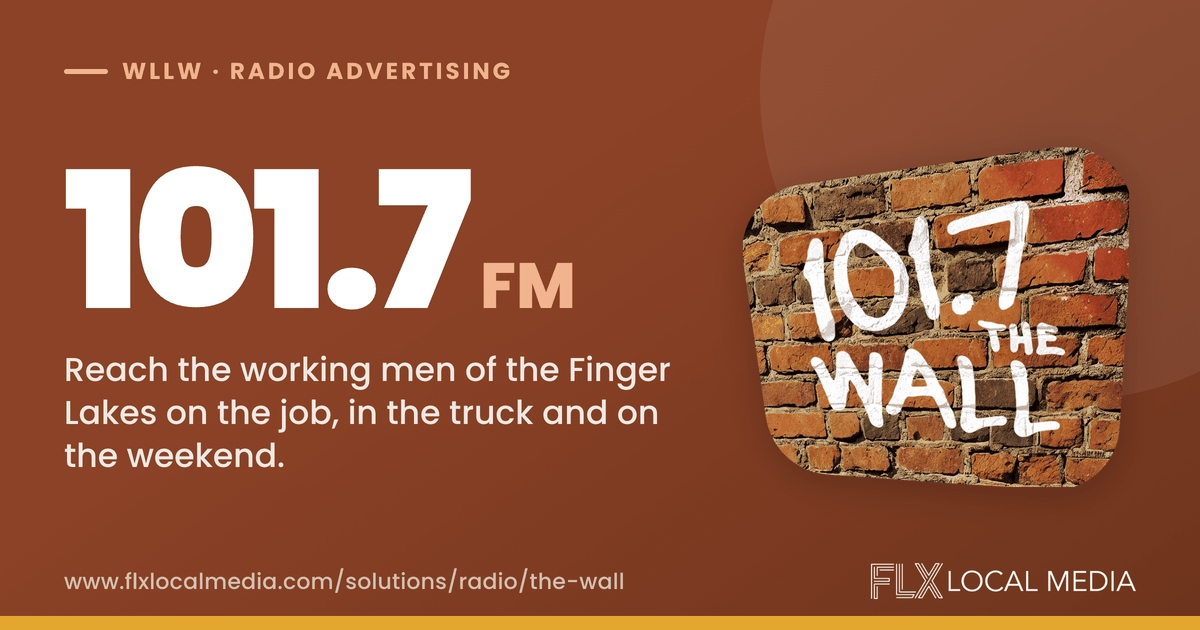 WLLW · RADIO ADVERTISING
101.7 FM
Reach the working men of the Finger
Lakes on the job, in the truck and on
the weekend.
101.7
THE
WALL
www.flxlocalmedia.com/solutions/radio/the-wall
FLX LOCAL MEDIA